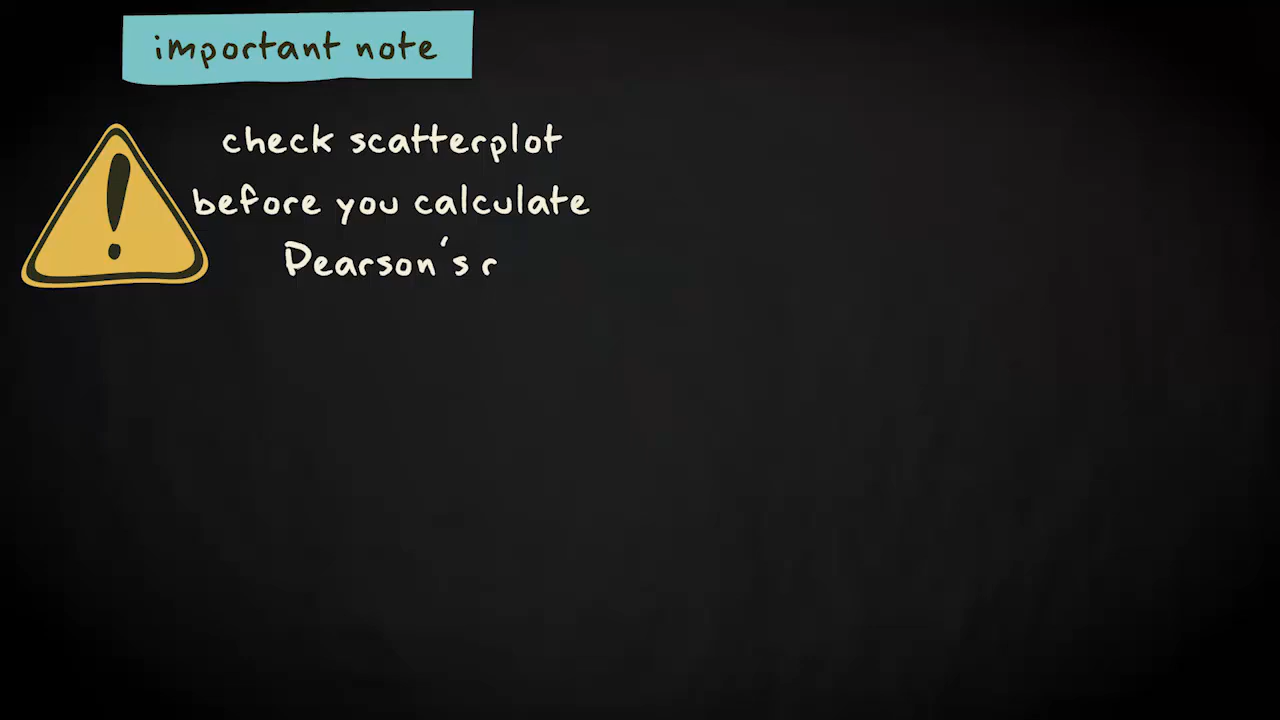 important note
check scatterplot
before you calculate
Pearson's r